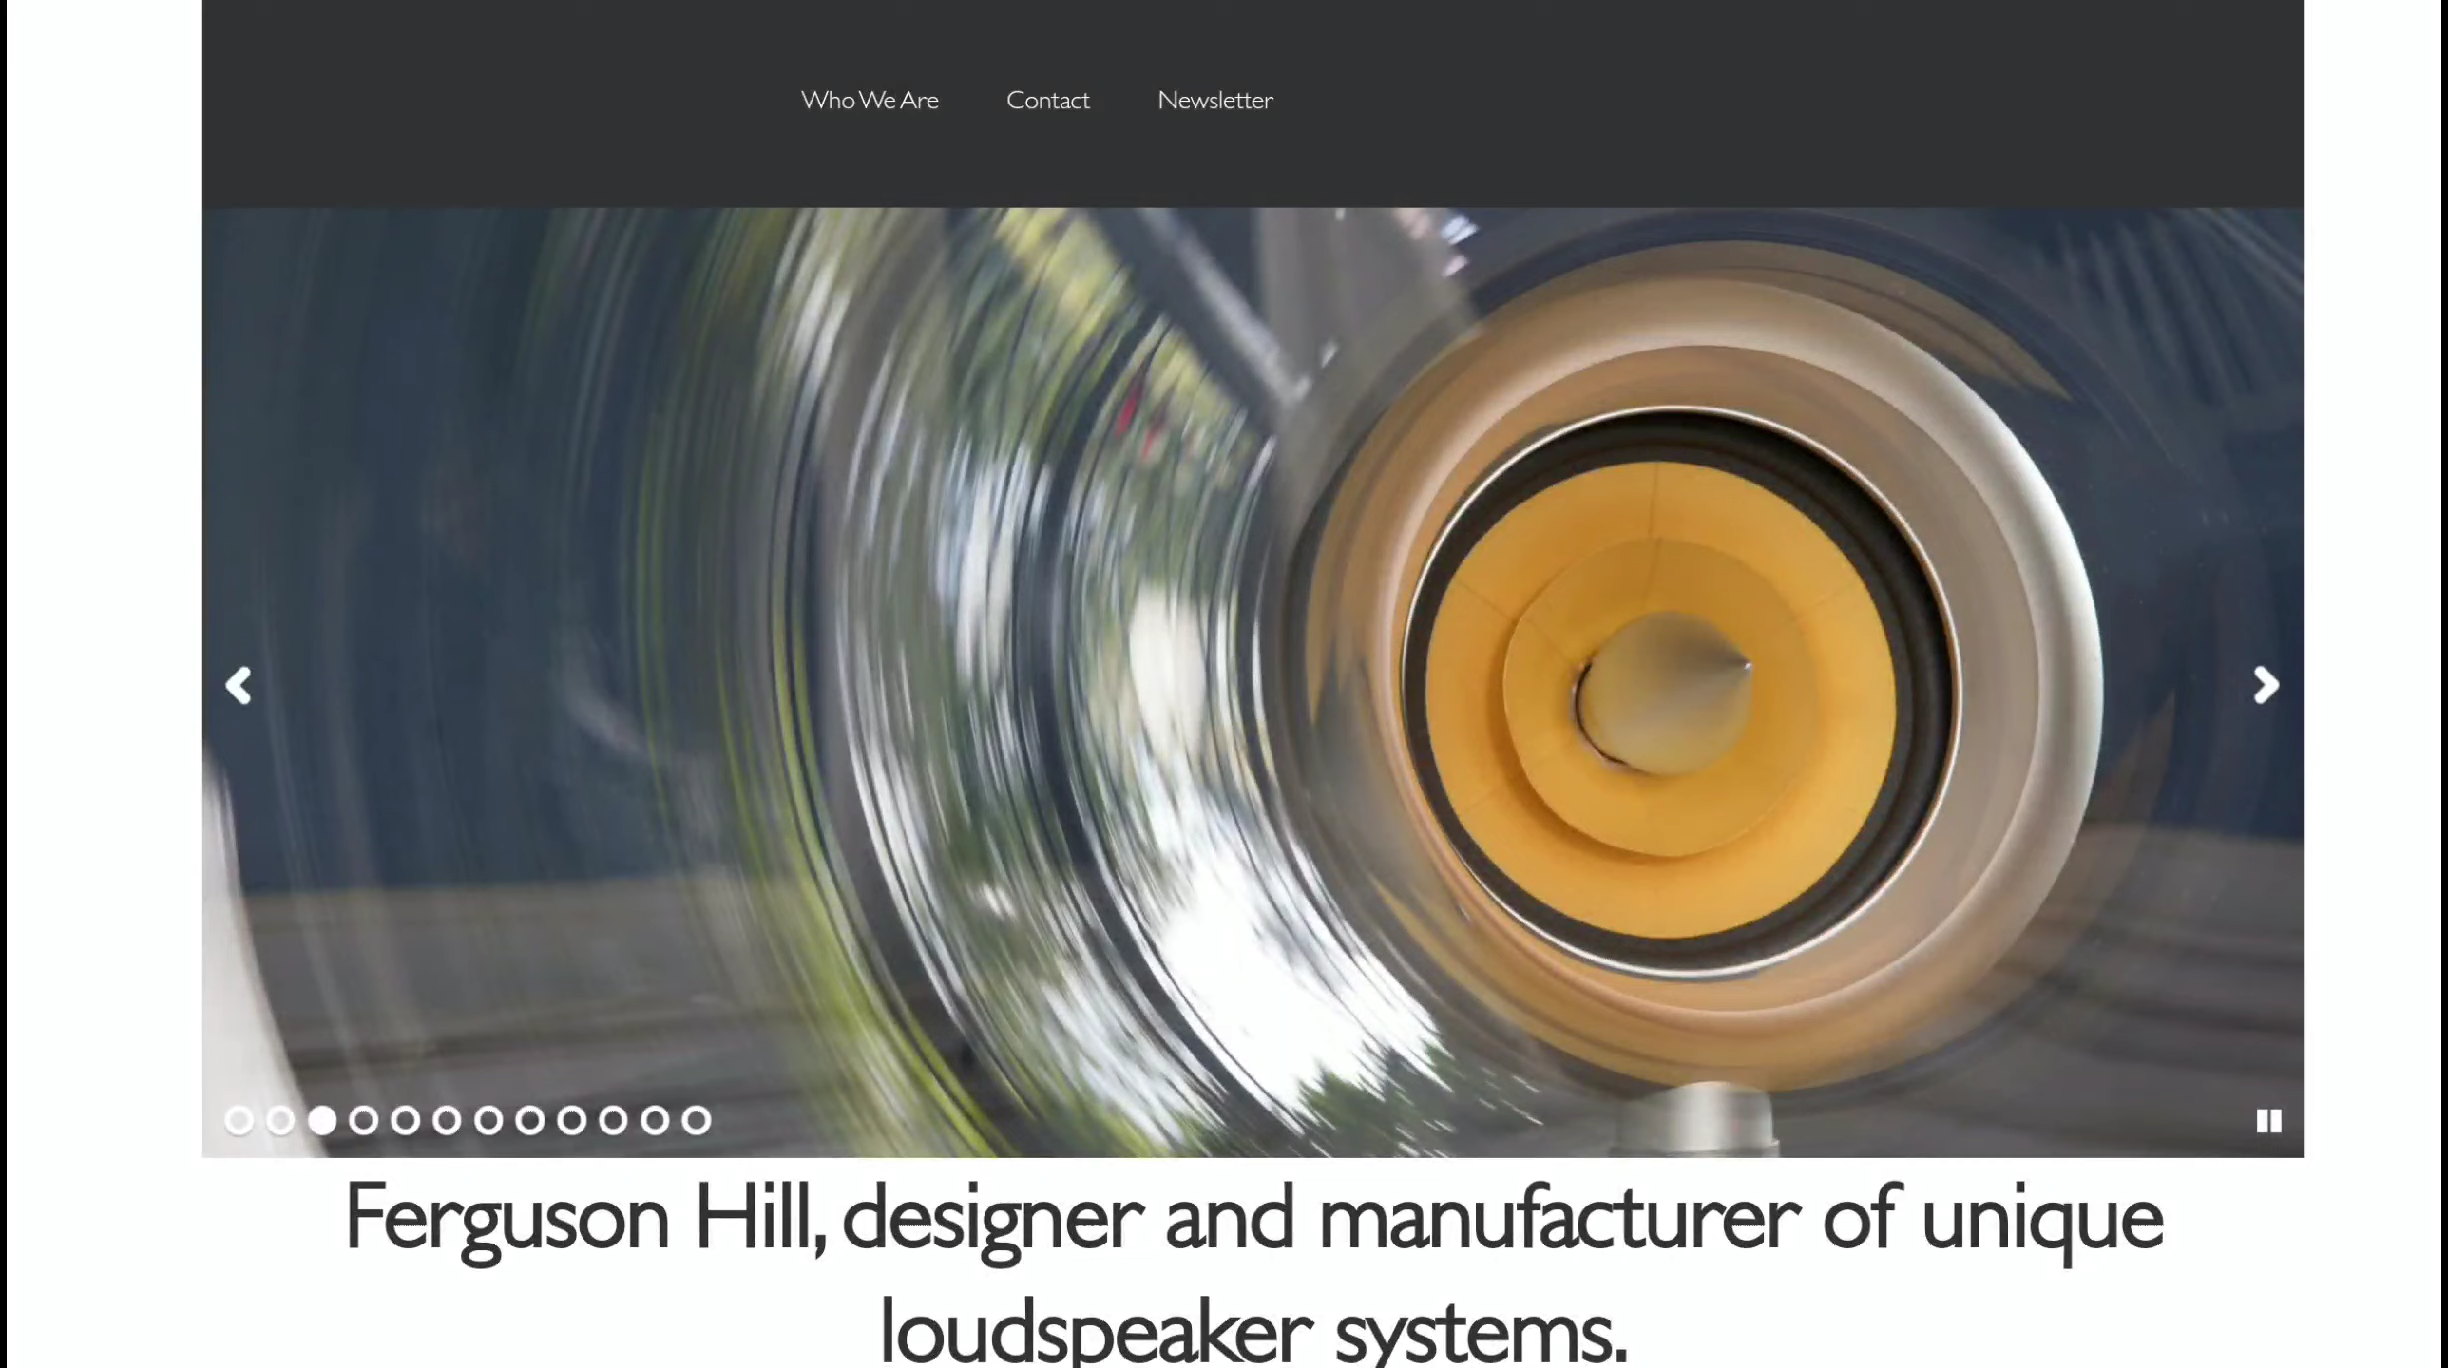 Who We Are Contact Newsletter
Ferguson Hill, designer and manufacturer of unique
loudspeaker systems.